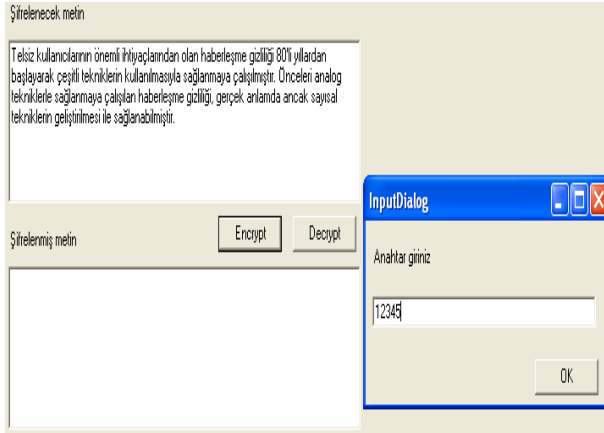 Şifrelenecek metin
Telsiz kullanıcılarının önemli ihtiyaçlarından olan haberleşme gizliliği 80'li yıllardan
başlayarak çeşitli tekniklerin kullanılmasıyla sağlanmaya çalışılmıştır. Önceleri analog
tekniklerle sağlanmaya çalışılan haberleşme gizliliği, gerçek anlamda ancak sayısal
tekniklerin geliştirilmesi ile sağlanabilmiştir.
InputDialog
Şifrelenmiş metin
Encrypt
Decrypt
Anahtar giriniz
12345
OK